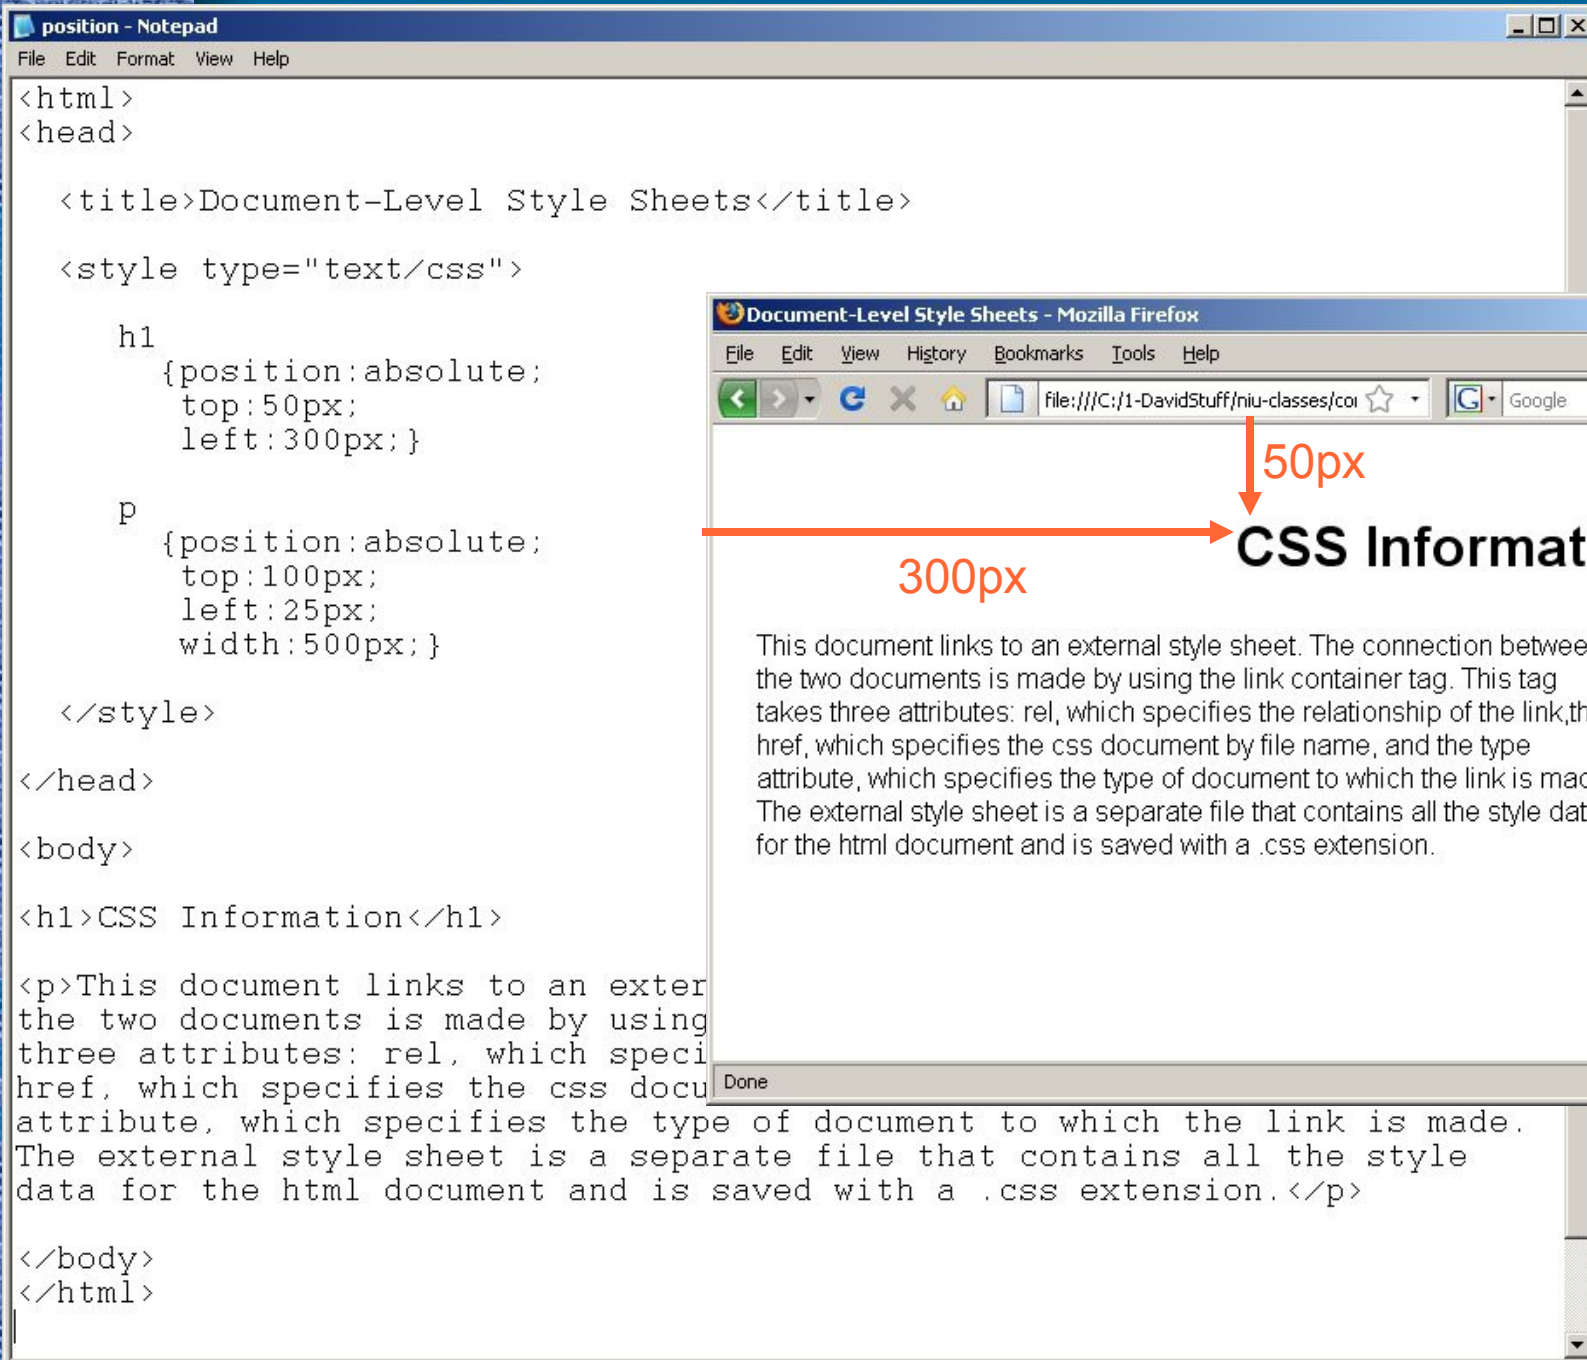 position - Notepad
File Edit Format View Help
<html>
<head>
<title>Document-Level Style Sheets</title>
<style type="text/css">
h1
{position:absolute;
top:50px;
left:300px;}
p
{position:absolute;
top:100px;
left:25px;
width:500px;}
</style>
</head>
<body>
<h1>CSS Information</h1>
<p>This document links to an exter
the two documents is made by using
three attributes: rel, which speci
href, which specifies the css docu
attribute, which specifies the type of document to which the link is made.
The external style sheet is a separate file that contains all the style
data for the html document and is saved with a .css extension.</p>
</body>
</html>
Document-Level Style Sheets - Mozilla Firefox
File Edit View History Bookmarks Tools Help
file:///C:/1-DavidStuff/niu-classes/coi
G Google
50px
300px
CSS Informat
This document links to an external style sheet. The connection betwee
the two documents is made by using the link container tag. This tag
takes three attributes: rel, which specifies the relationship of the link,th
href, which specifies the css document by file name, and the type
attribute, which specifies the type of document to which the link is mad
The external style sheet is a separate file that contains all the style dat
for the html document and is saved with a .css extension.
Done